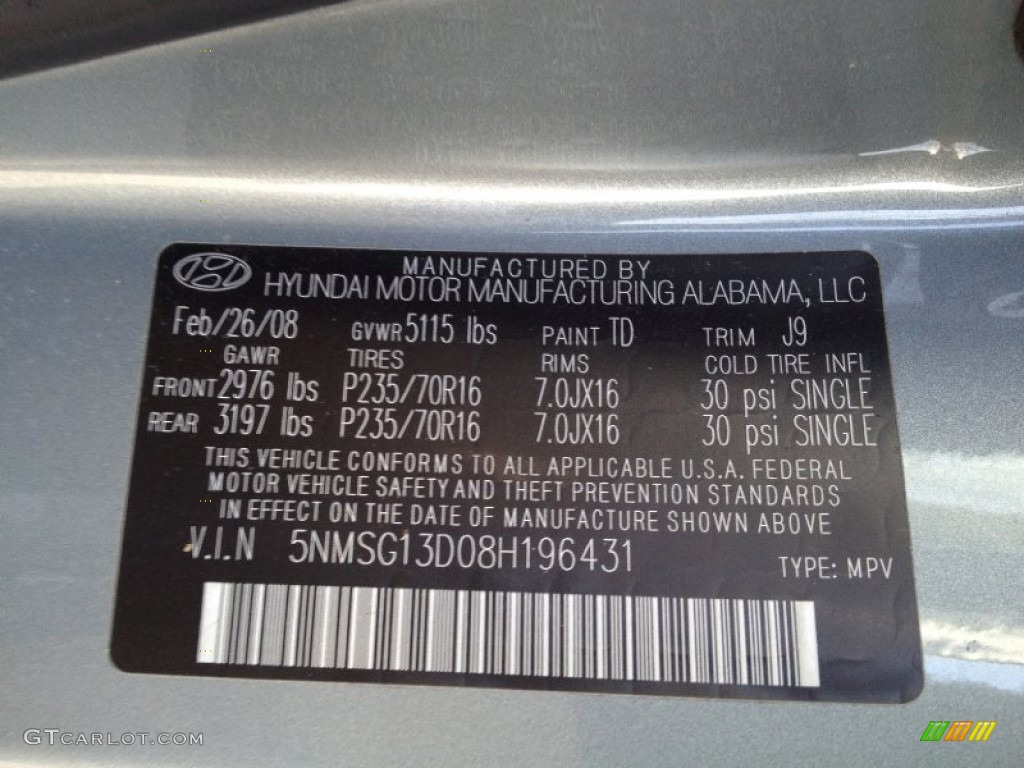 MANUFACTURED BY
HYUNDAI MOTOR MANUFACTURING ALABAMA, LLC
Feb/26/08 GVWR 5115 lbs PAINT TD TRIM J9
GAWR TIRES RIMS COLD TIRE INFL
FRONT 2976 lbs P235/70R16 7.0JX16 30 psi SINGLE
REAR 3197 lbs P235/70R16 7.0JX16 30 psi SINGLE
THIS VEHICLE CONFORMS TO ALL APPLICABLE U.S.A. FEDERAL
MOTOR VEHICLE SAFETY AND THEFT PREVENTION STANDARDS
IN EFFECT ON THE DATE OF MANUFACTURE SHOWN ABOVE
V.I.N 5NMSG13D08H196431 TYPE: MPV
GTCARLOT.COM